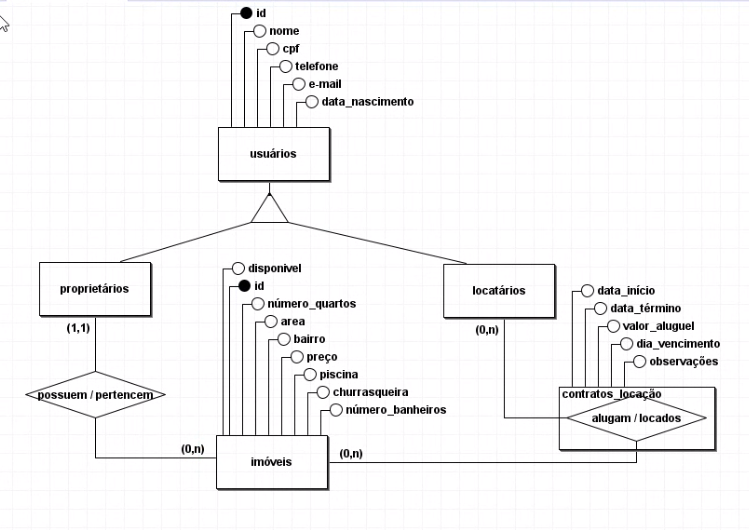 id
nome
cpf
telefone
e-mail
data_nascimento
usuários
proprietários
(1,1)
possuem / pertencem
(0,n)
disponivel
id
número_quartos
area
bairro
preço
piscina
churrasqueira
número_banheiros
imóveis
(0,n)
locatários
(0,n)
data_início
data_término
valor_aluguel
dia_vencimento
observações
contratos_locação
alugam / locados